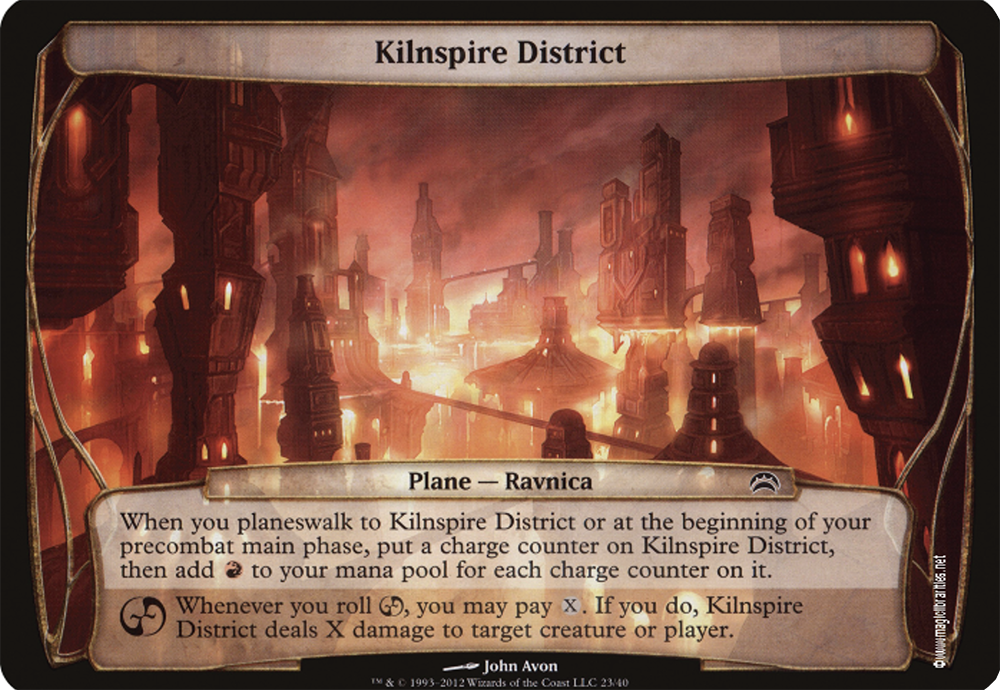 Kilnspire District
Plane — Ravnica
When you planeswalk to Kilnspire District or at the beginning of your
precombat main phase, put a charge counter on Kilnspire District,
then add to your mana pool for each charge counter on it.
Whenever you roll , you may pay X. If you do, Kilnspire
District deals X damage to target creature or player.
John Avon
™ & © 1993–2012 Wizards of the Coast LLC 23/40
© www.magiclibrarities.net